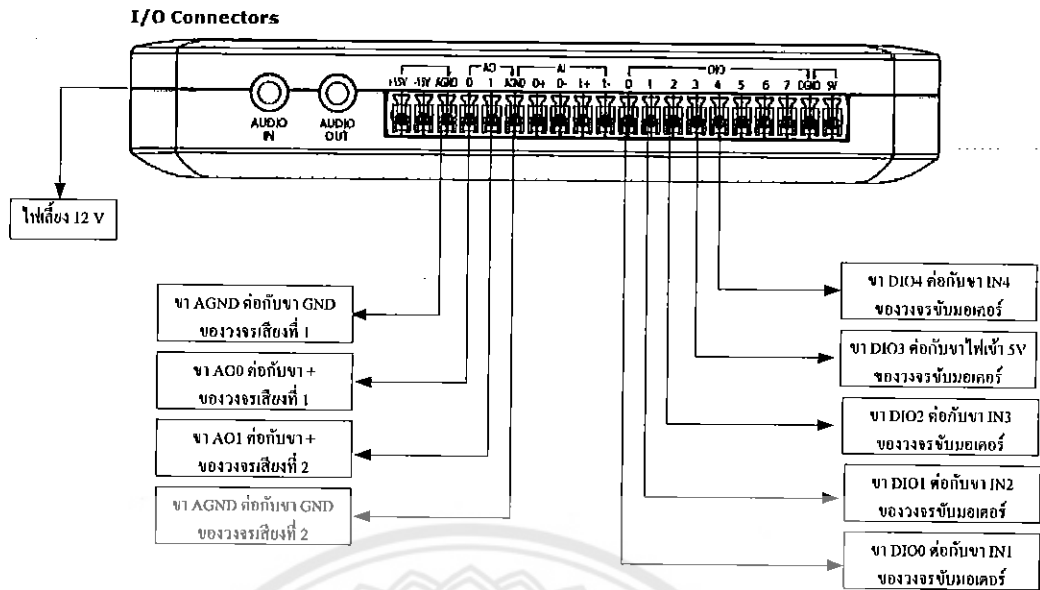 I/O Connectors
+15V -15V AGND 0 1 AGND 0+ 0- 1+ 1- 0 1 2 3 4 5 6 7 DGND 5V
AO AI DIO
AUDIO IN
AUDIO OUT
ไฟเลี้ยง 12 V
ขา AGND ต่อกับขา GND
ของวงจรเสียงที่ 1
ขา AO0 ต่อกับขา +
ของวงจรเสียงที่ 1
ขา AO1 ต่อกับขา +
ของวงจรเสียงที่ 2
ขา AGND ต่อกับขา GND
ของวงจรเสียงที่ 2
ขา DIO4 ต่อกับขา IN4
ของวงจรขับมอเตอร์
ขา DIO3 ต่อกับขาไฟเข้า 5V
ของวงจรขับมอเตอร์
ขา DIO2 ต่อกับขา IN3
ของวงจรขับมอเตอร์
ขา DIO1 ต่อกับขา IN2
ของวงจรขับมอเตอร์
ขา DIO0 ต่อกับขา IN1
ของวงจรขับมอเตอร์